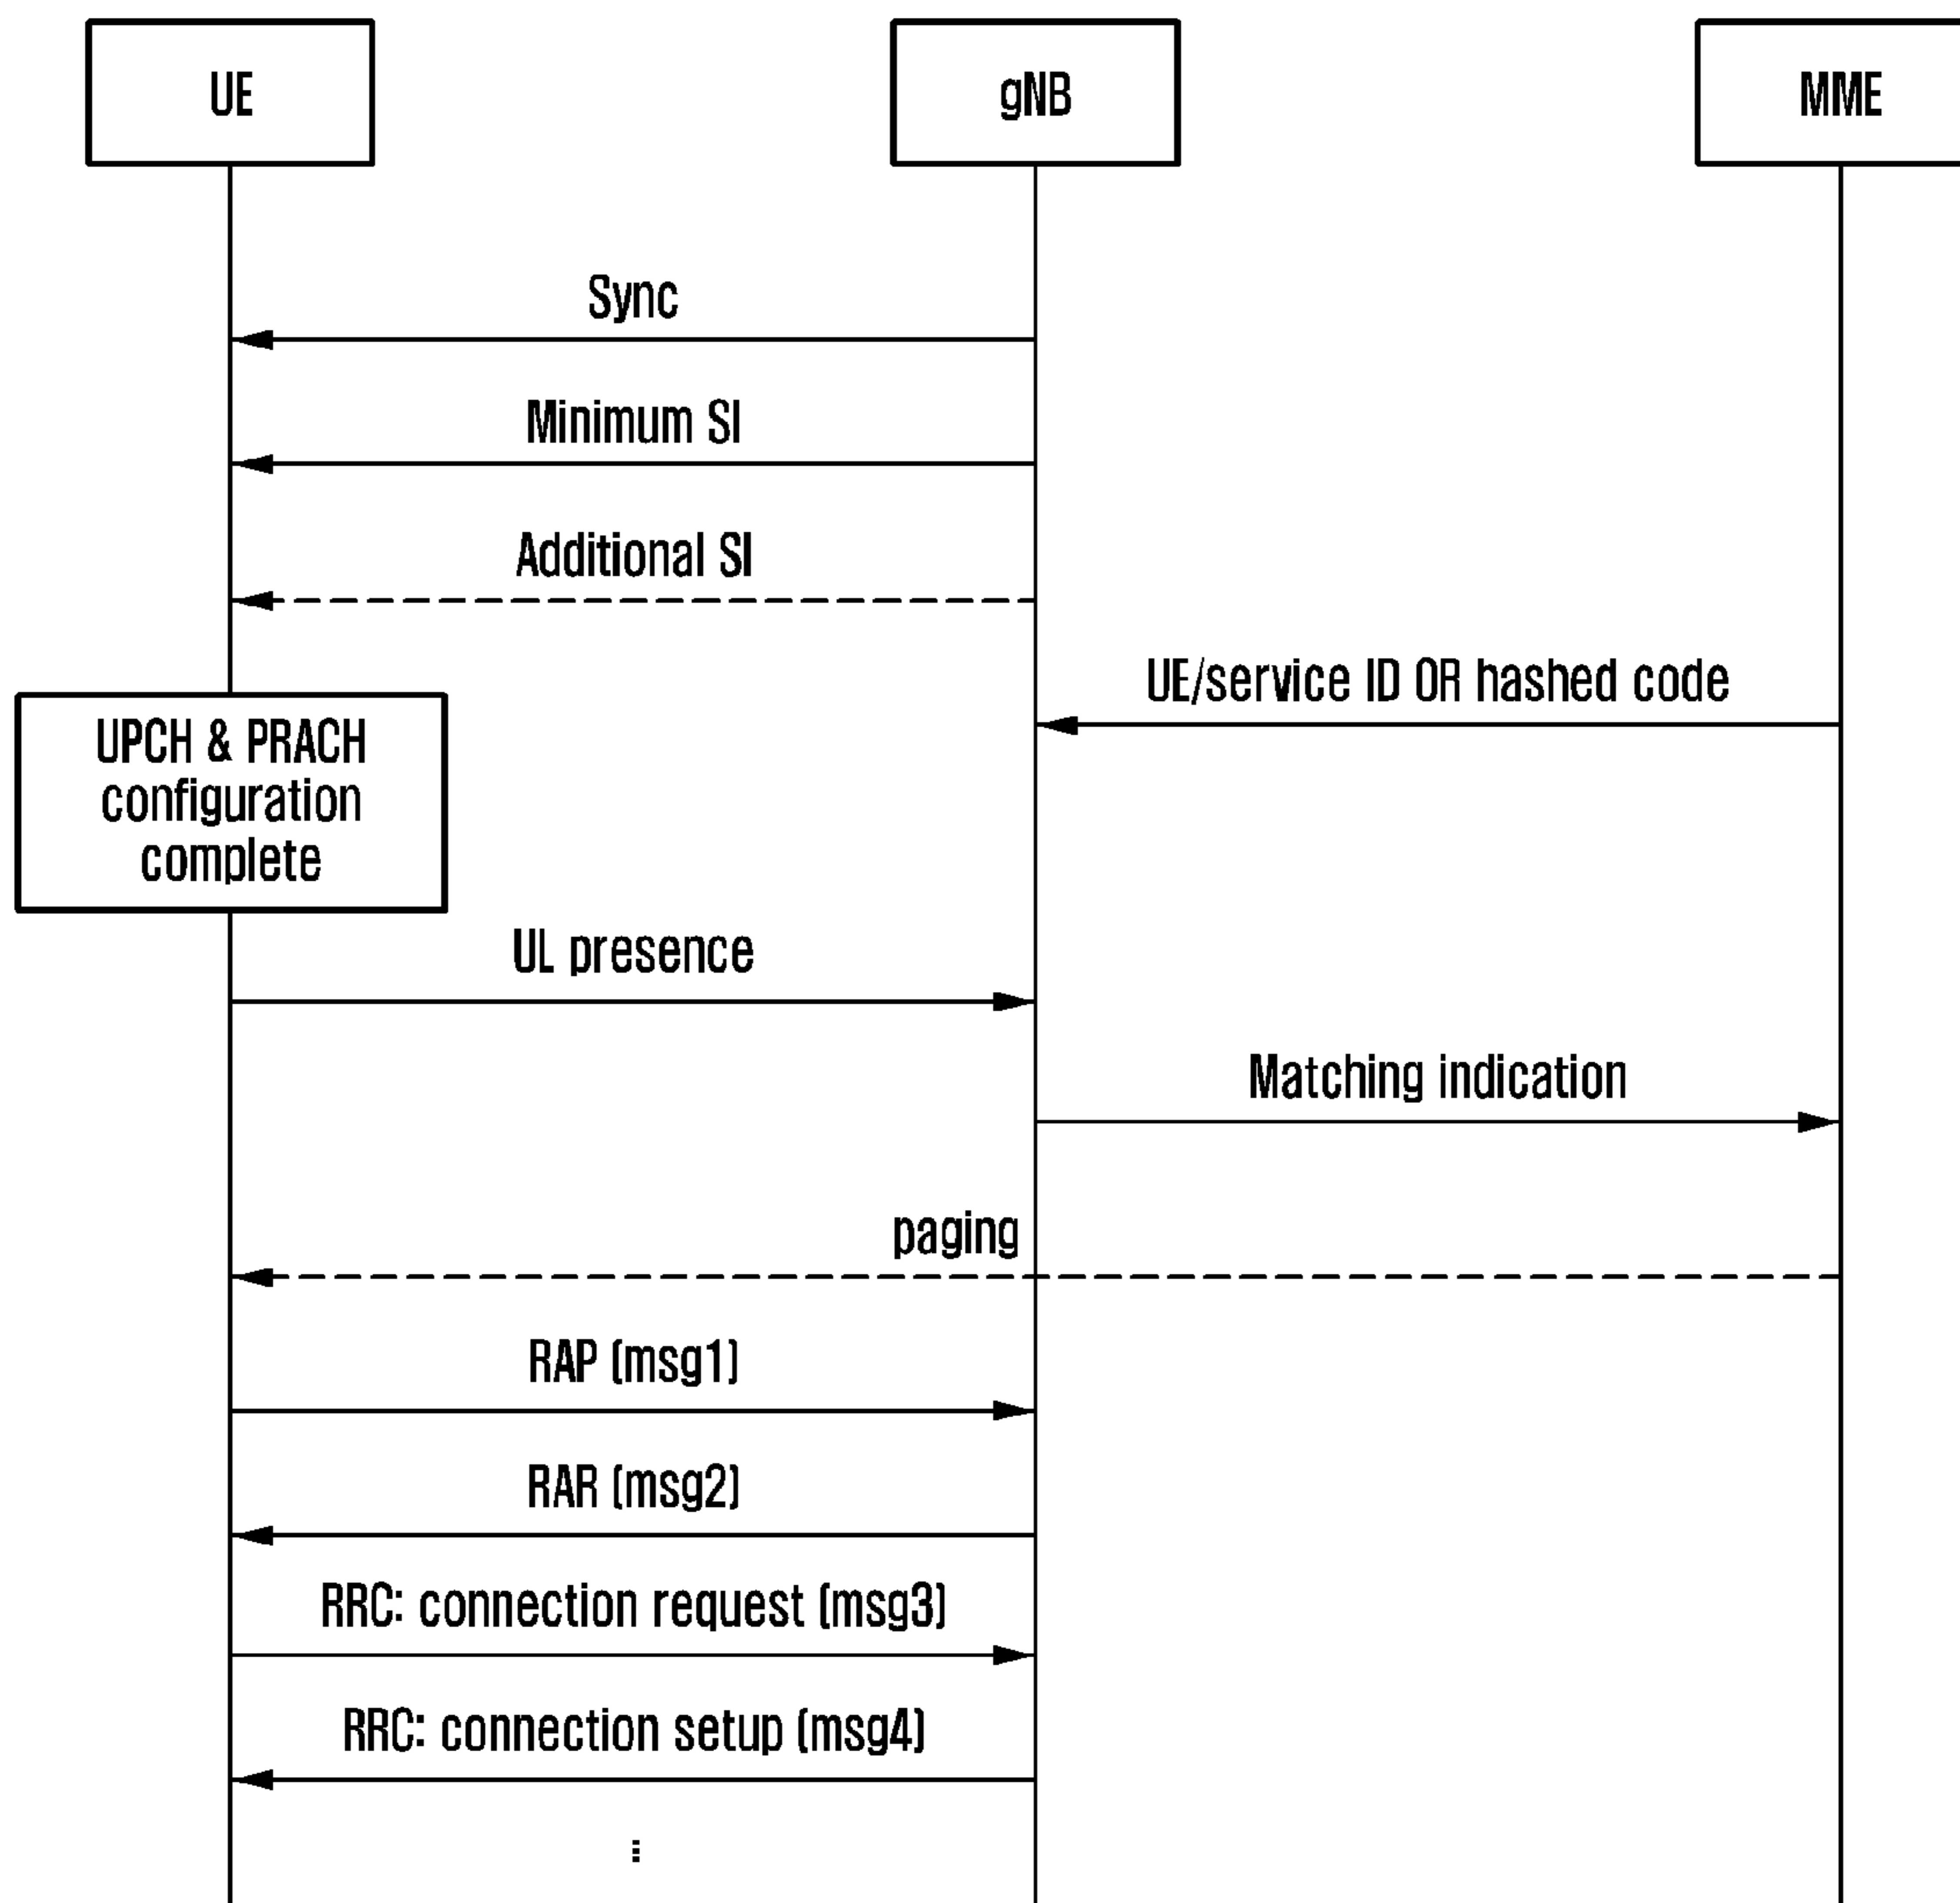 UE
gNB
MME
Sync
Minimum SI
Additional SI
UE/service ID OR hashed code
UPCH & PRACH
configuration
complete
UL presence
Matching indication
paging
RAP (msg1)
RAR (msg2)
RRC: connection request (msg3)
RRC: connection setup (msg4)